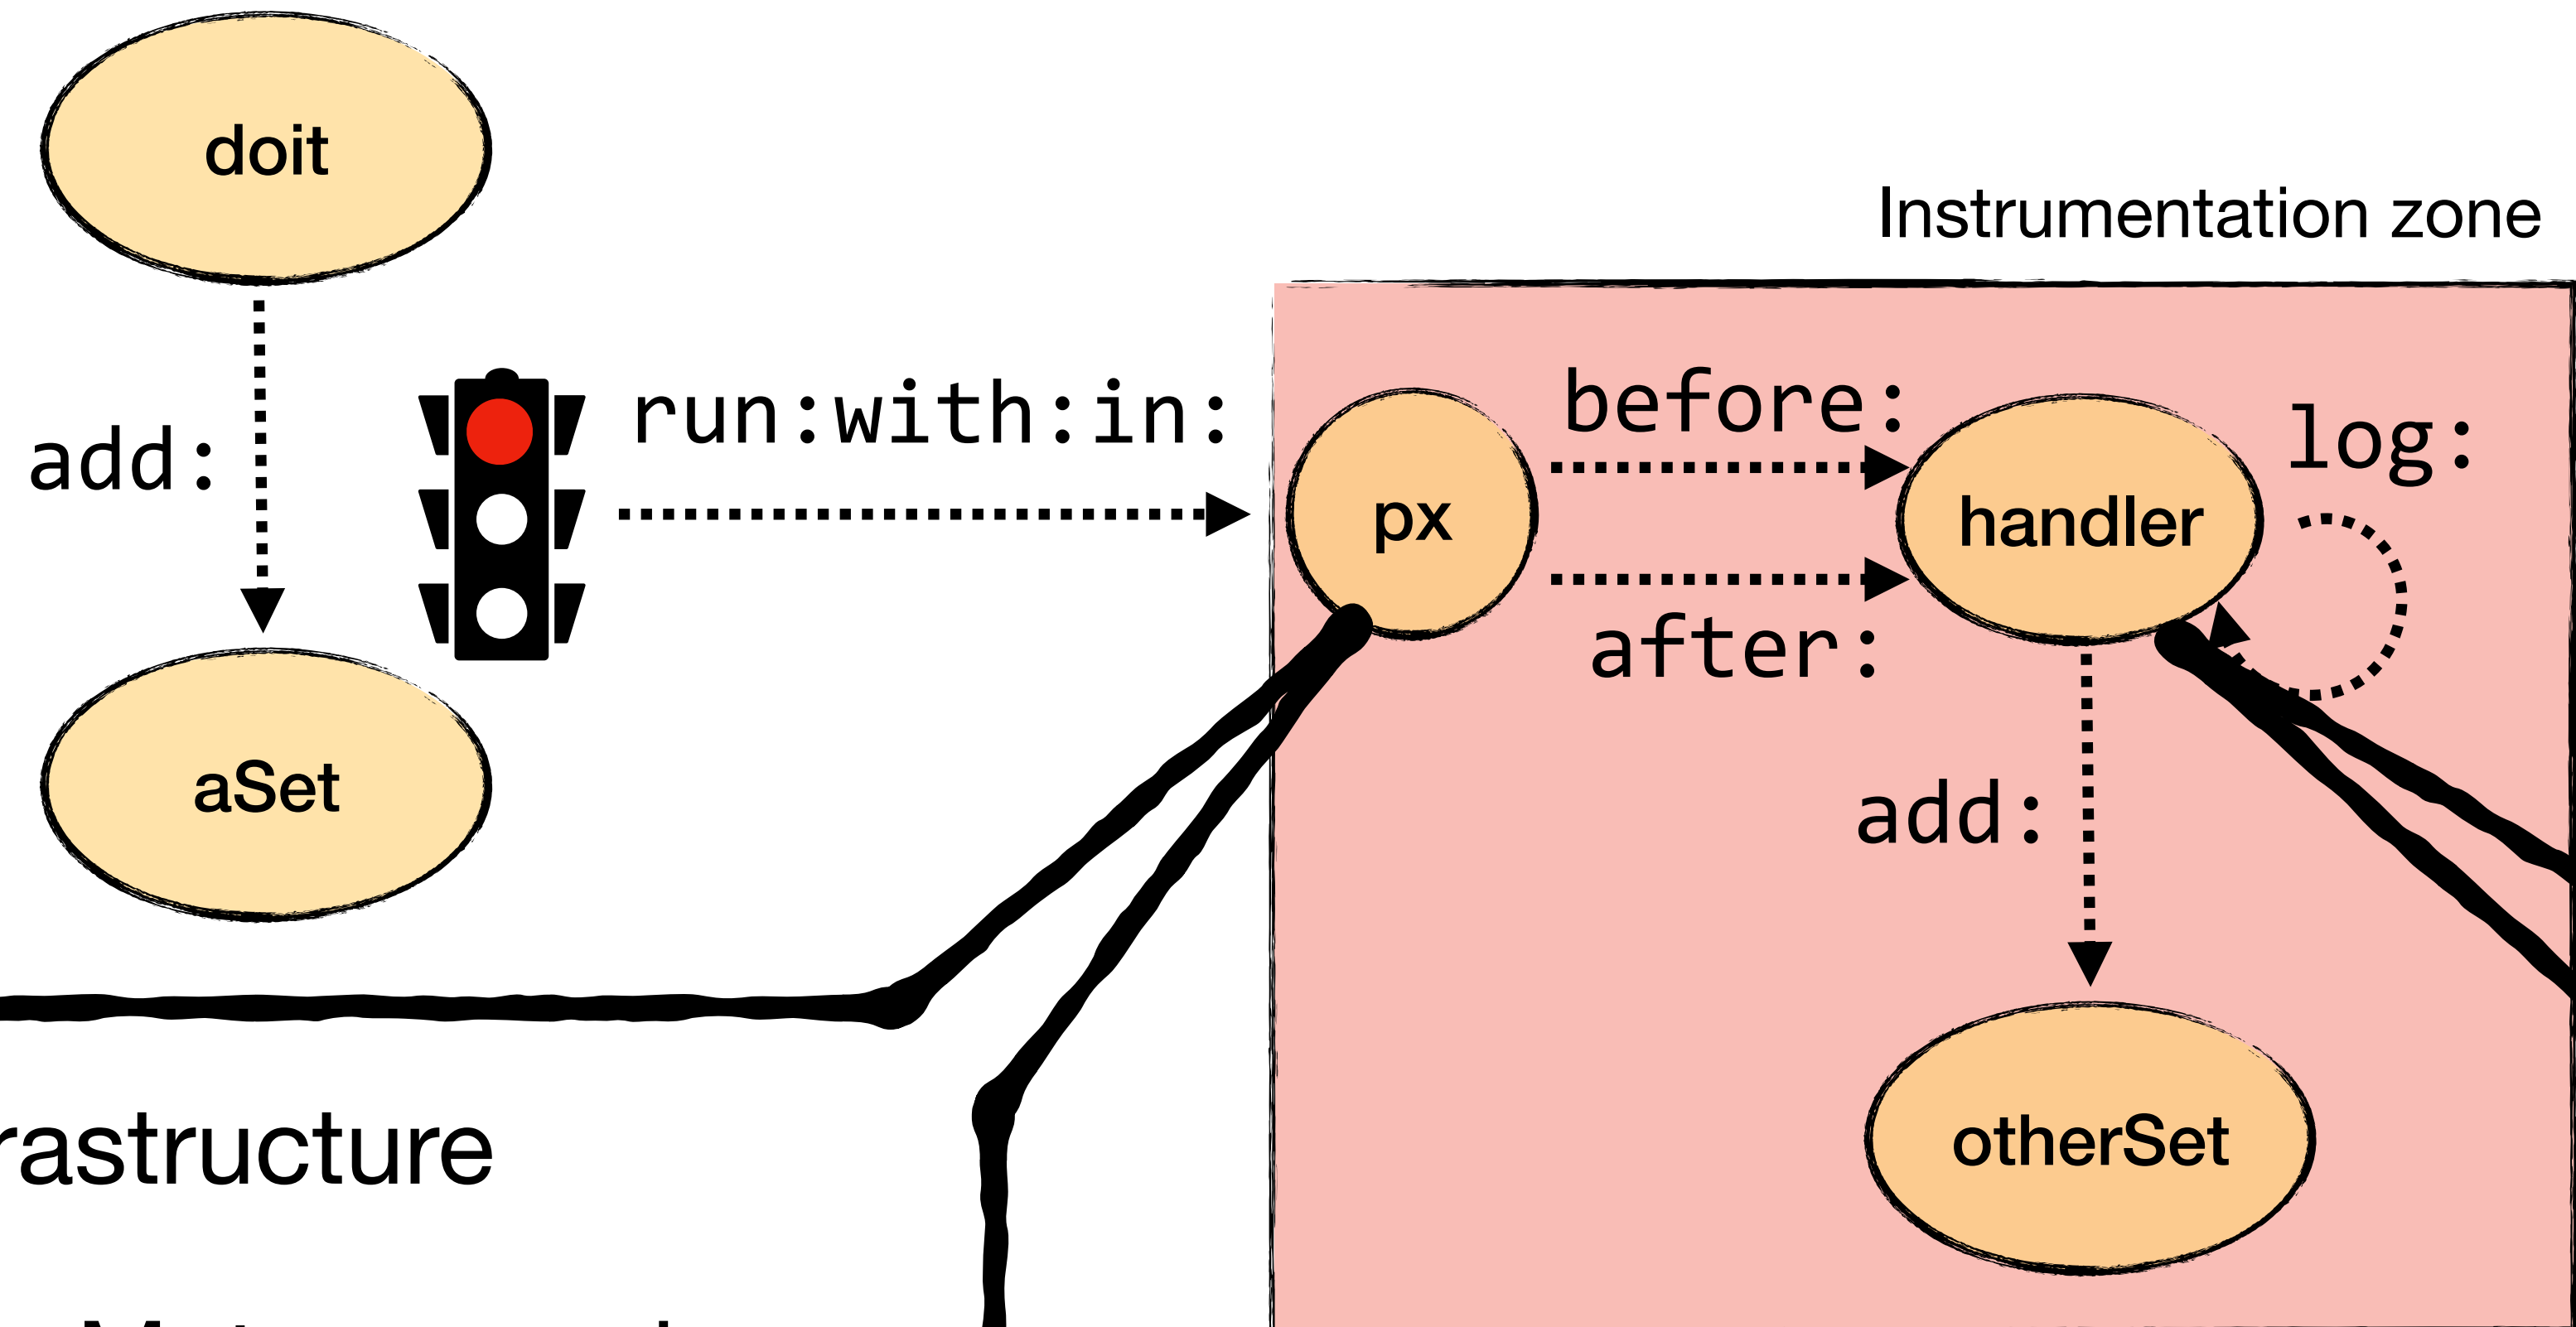 doit
Instrumentation zone
add:
run:with:in:
before:
log:
px
handler
after:
aSet
add:
rastructure
otherSet